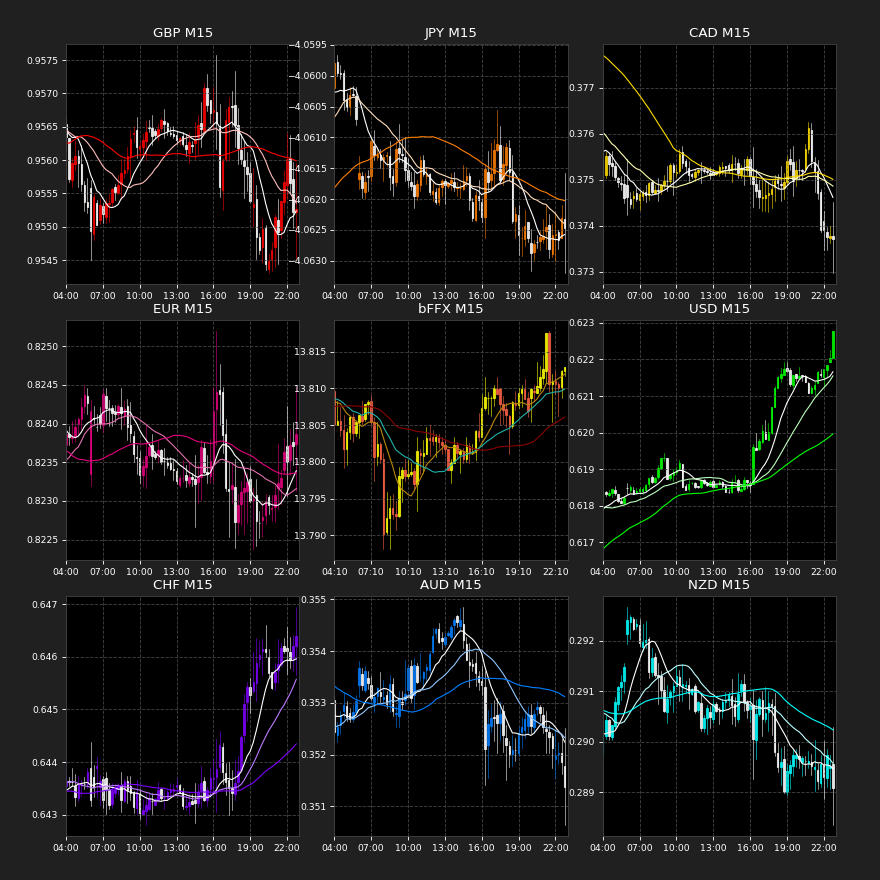 GBP M15
0.9575
0.9570
0.9565
0.9560
0.9555
0.9550
0.9545
04:00 07:00 10:00 13:00 16:00 19:00 22:00
JPY M15
−4.0595
−4.0600
−4.0605
−4.0610
−4.0615
−4.0620
−4.0625
−4.0630
04:00 07:00 10:00 13:00 16:00 19:00 22:00
CAD M15
0.377
0.376
0.375
0.374
0.373
04:00 07:00 10:00 13:00 16:00 19:00 22:00
EUR M15
0.8250
0.8245
0.8240
0.8235
0.8230
0.8225
04:00 07:00 10:00 13:00 16:00 19:00 22:00
bFFX M15
13.815
13.810
13.805
13.800
13.795
13.790
04:10 07:10 10:10 13:10 16:10 19:10 22:10
USD M15
0.623
0.622
0.621
0.620
0.619
0.618
0.617
04:00 07:00 10:00 13:00 16:00 19:00 22:00
CHF M15
0.647
0.646
0.645
0.644
0.643
04:00 07:00 10:00 13:00 16:00 19:00 22:00
AUD M15
0.355
0.354
0.353
0.352
0.351
04:00 07:00 10:00 13:00 16:00 19:00 22:00
NZD M15
0.292
0.291
0.290
0.289
04:00 07:00 10:00 13:00 16:00 19:00 22:00